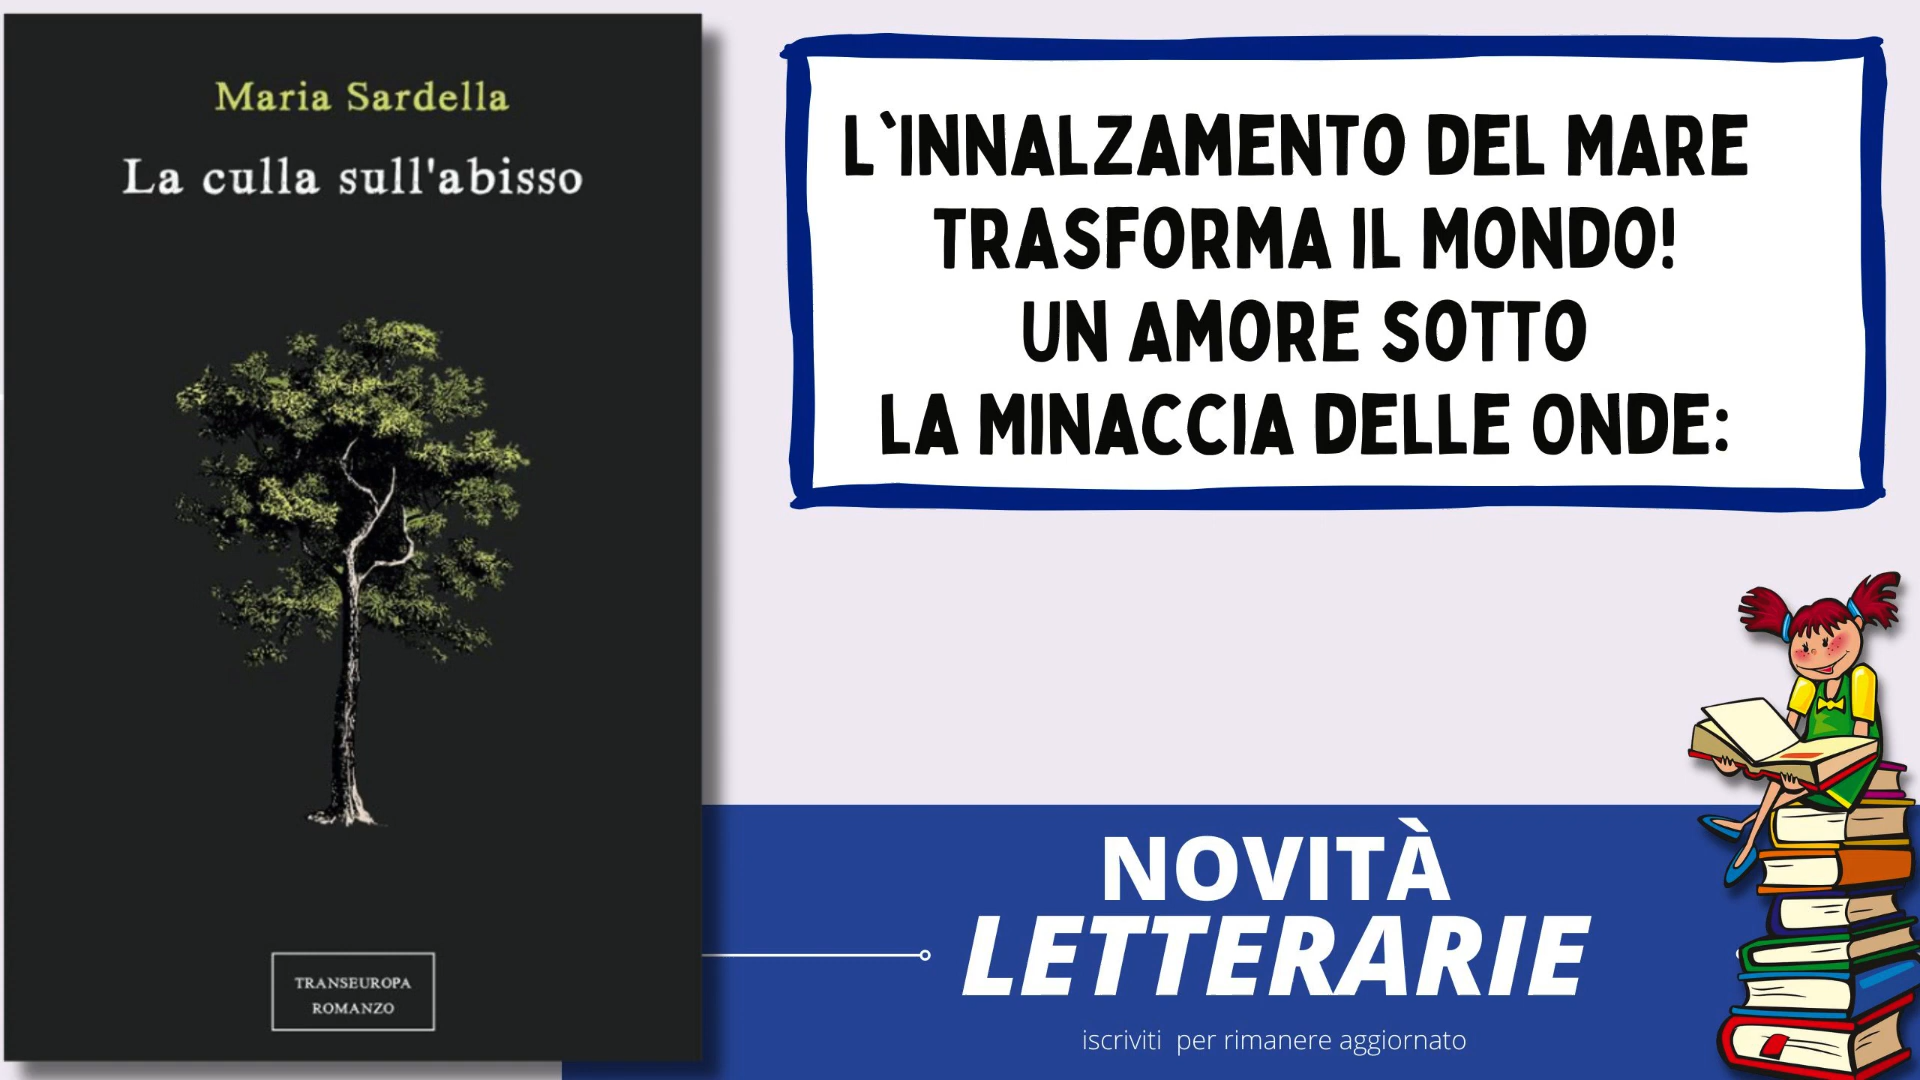 Maria Sardella
La culla sull'abisso
TRANSEUROPA
ROMANZO
L`INNALZAMENTO DEL MARE
TRASFORMA IL MONDO!
UN AMORE SOTTO
LA MINACCIA DELLE ONDE:
NOVITÀ
LETTERARIE
iscriviti per rimanere aggiornato